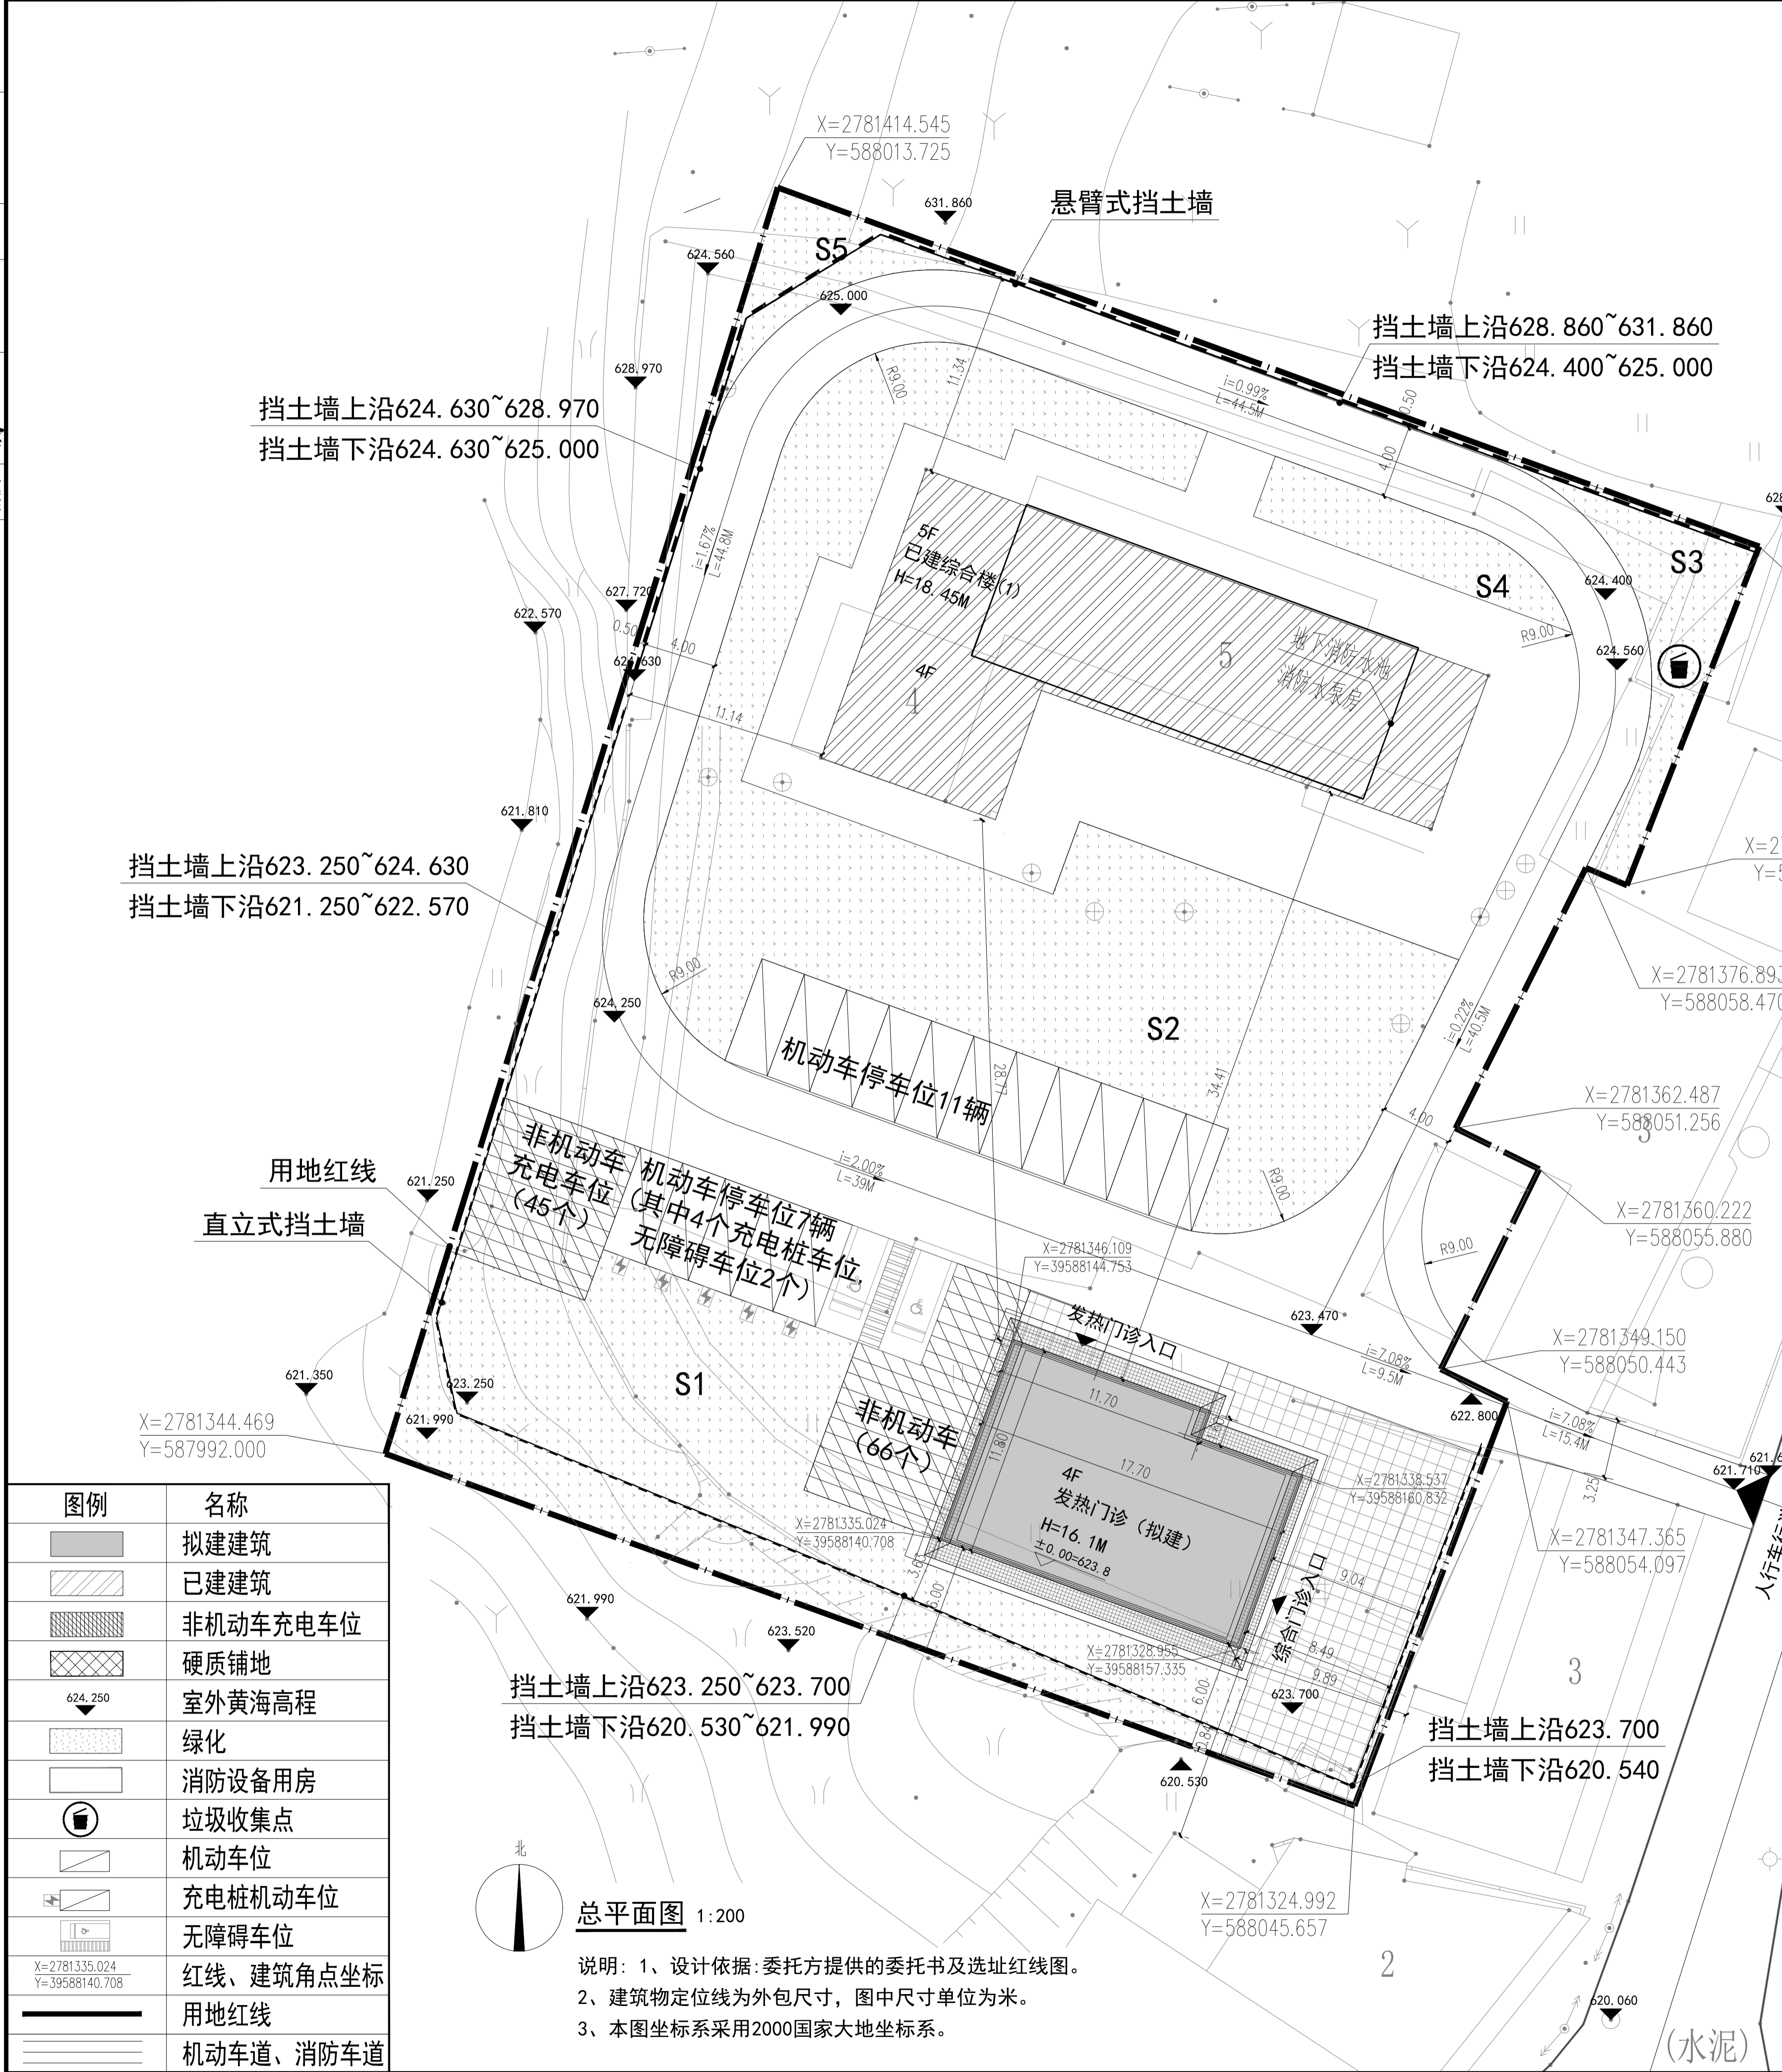 X=2781414.545
Y=588013.725
悬臂式挡土墙
631.860
S5
624.560
625.000
挡土墙上沿628.860~631.860
挡土墙下沿624.400~625.000
628.970
R9.00
11.34
i=0.99%
L=44.5M
0.50
4.00
挡土墙上沿624.630~628.970
挡土墙下沿624.630~625.000
i=1.67%
L=44.8M
5F
已建综合楼(1)
H=18.45M
S3
S4
624.400
R9.00
624.560
627.720
622.570
0.50
4.00
624.630
4F
4
5
地下消防水池
消防水泵房
11.14
621.810
挡土墙上沿623.250~624.630
挡土墙下沿621.250~622.570
R9.00
624.250
X=2781376.893
Y=588058.470
S2
i=0.22%
L=40.5M
机动车停车位11辆
28.77
34.41
4.00
X=2781362.487
Y=588051.256
3
非机动车
充电车位
(45个)
机动车停车位7辆
(其中4个充电桩车位,
无障碍车位2个)
i=2.00%
L=39M
R9.00
用地红线
621.250
直立式挡土墙
X=2781360.222
Y=588055.880
R9.00
X=2781346.109
Y=39588144.753
发热门诊入口
623.470
X=2781349.150
Y=588050.443
i=7.08%
L=9.5M
S1
621.350
623.250
621.990
X=2781344.469
Y=587992.000
11.70
622.800
i=7.08%
L=15.4M
非机动车
(66个)
11.80
17.70
4F
发热门诊（拟建）
H=16.1M
±0.00=623.8
X=2781338.537
Y=39588160.832
621.710
3.25
X=2781335.024
Y=39588140.708
X=2781347.365
Y=588054.097
9.04
综合门诊入口
621.990
623.520
6.00
X=2781328.955
Y=39588157.335
8.49
9.89
3
挡土墙上沿623.250~623.700
挡土墙下沿620.530~621.990
6.00
623.700
挡土墙上沿623.700
挡土墙下沿620.540
620.530
X=2781324.992
Y=588045.657
2
620.060
(水泥)
图例 名称
拟建建筑
已建建筑
非机动车充电车位
硬质铺地
624.250 室外黄海高程
绿化
消防设备用房
垃圾收集点
机动车位
充电桩机动车位
无障碍车位
X=2781335.024
Y=39588140.708
红线、建筑角点坐标
用地红线
机动车道、消防车道
北
总平面图 1:200
说明: 1、设计依据:委托方提供的委托书及选址红线图。
2、建筑物定位线为外包尺寸，图中尺寸单位为米。
3、本图坐标系采用2000国家大地坐标系。